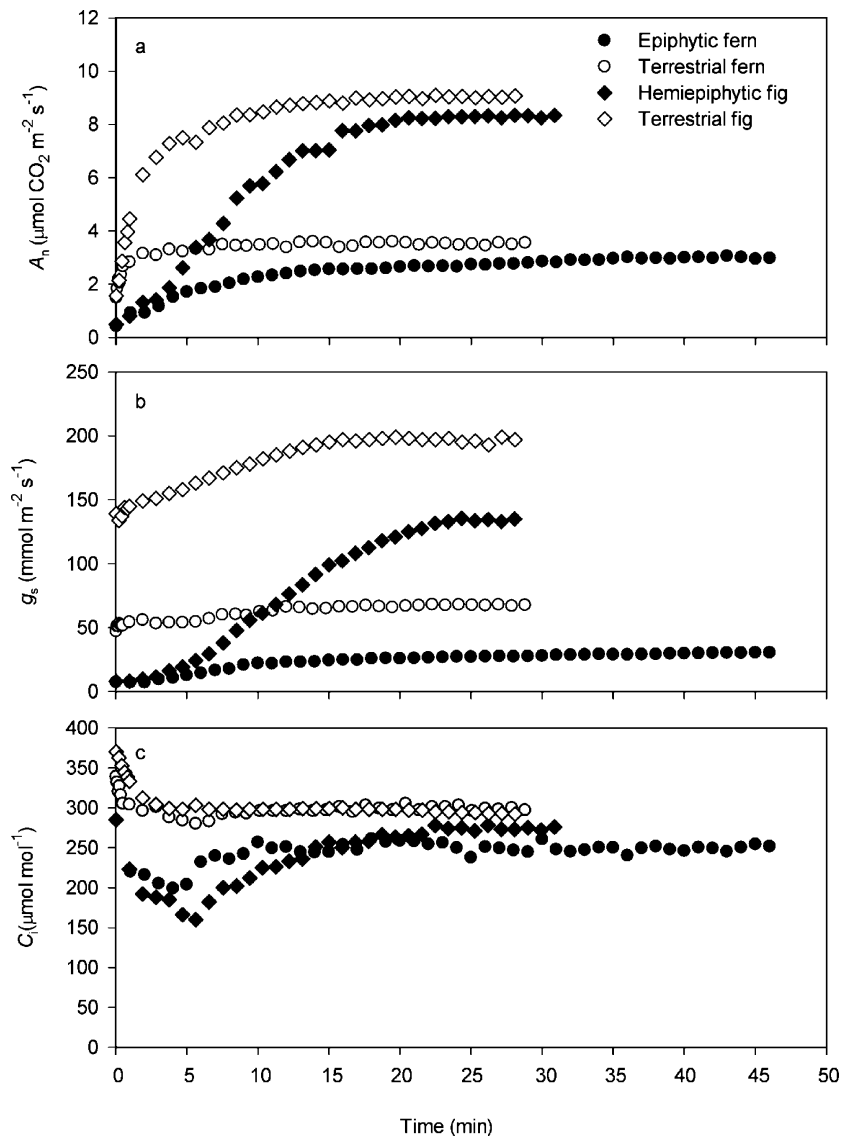 12
10
8
6
4
2
0
Aₙ (μmol CO₂ m⁻² s⁻¹)
a
Epiphytic fern
Terrestrial fern
Hemiepiphytic fig
Terrestrial fig
250
200
150
100
50
0
gₛ (mmol m⁻² s⁻¹)
b
400
350
300
250
200
150
100
50
0
Cᵢ(μmol mol⁻¹)
c
0 5 10 15 20 25 30 35 40 45 50
Time (min)